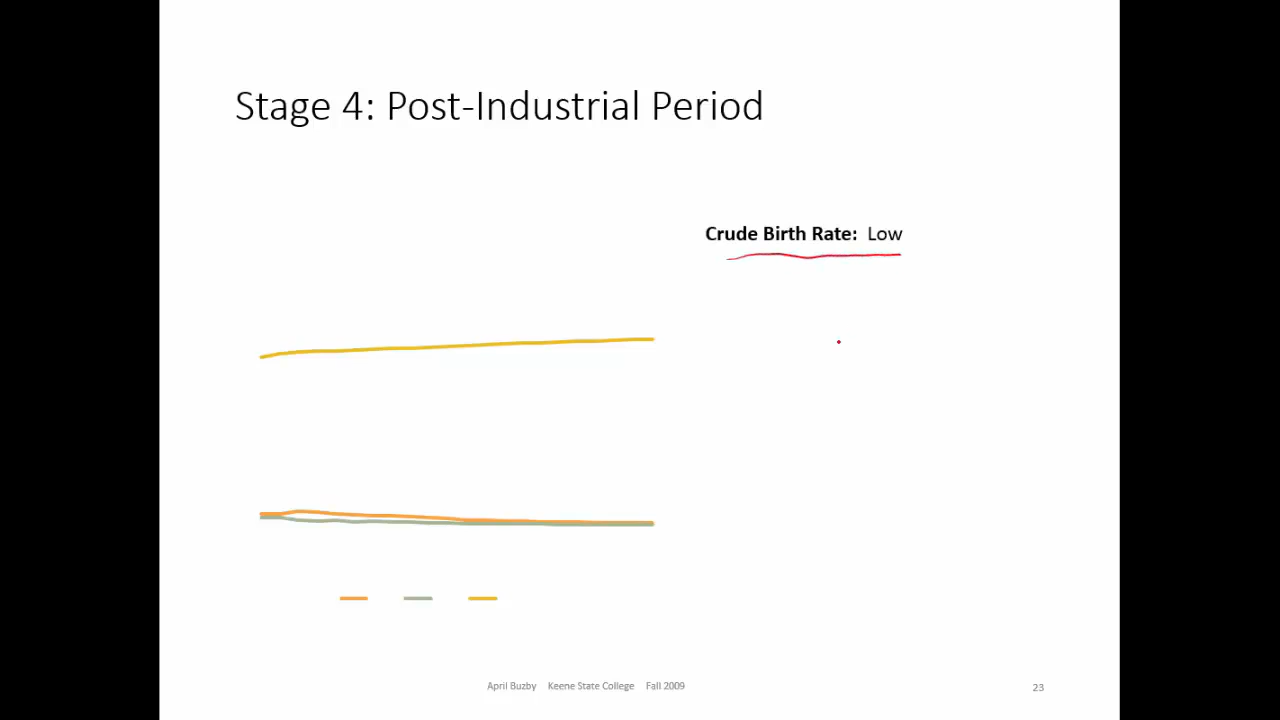 Stage 4: Post-Industrial Period
Crude Birth Rate: Low
April Buzby Keene State College Fall 2009
23